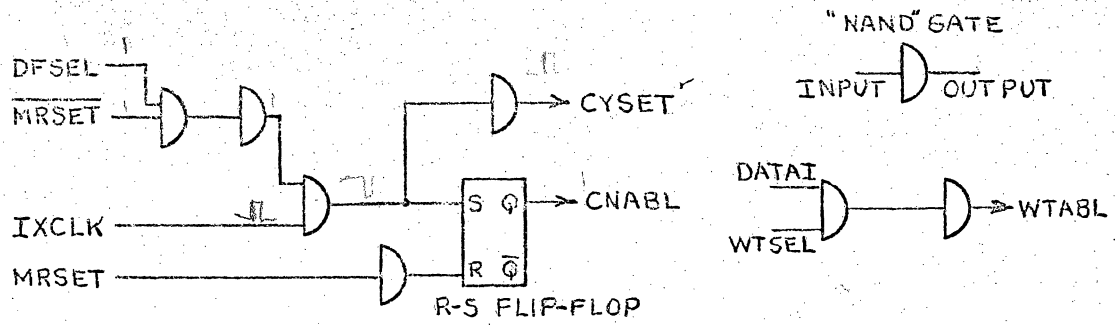 "NAND" GATE
INPUT OUTPUT
DFSEL
MRSET
CYSET
IXCLK
S Q
CNABL
MRSET
R Q
R-S FLIP-FLOP
DATAI
WTSEL
WTABL